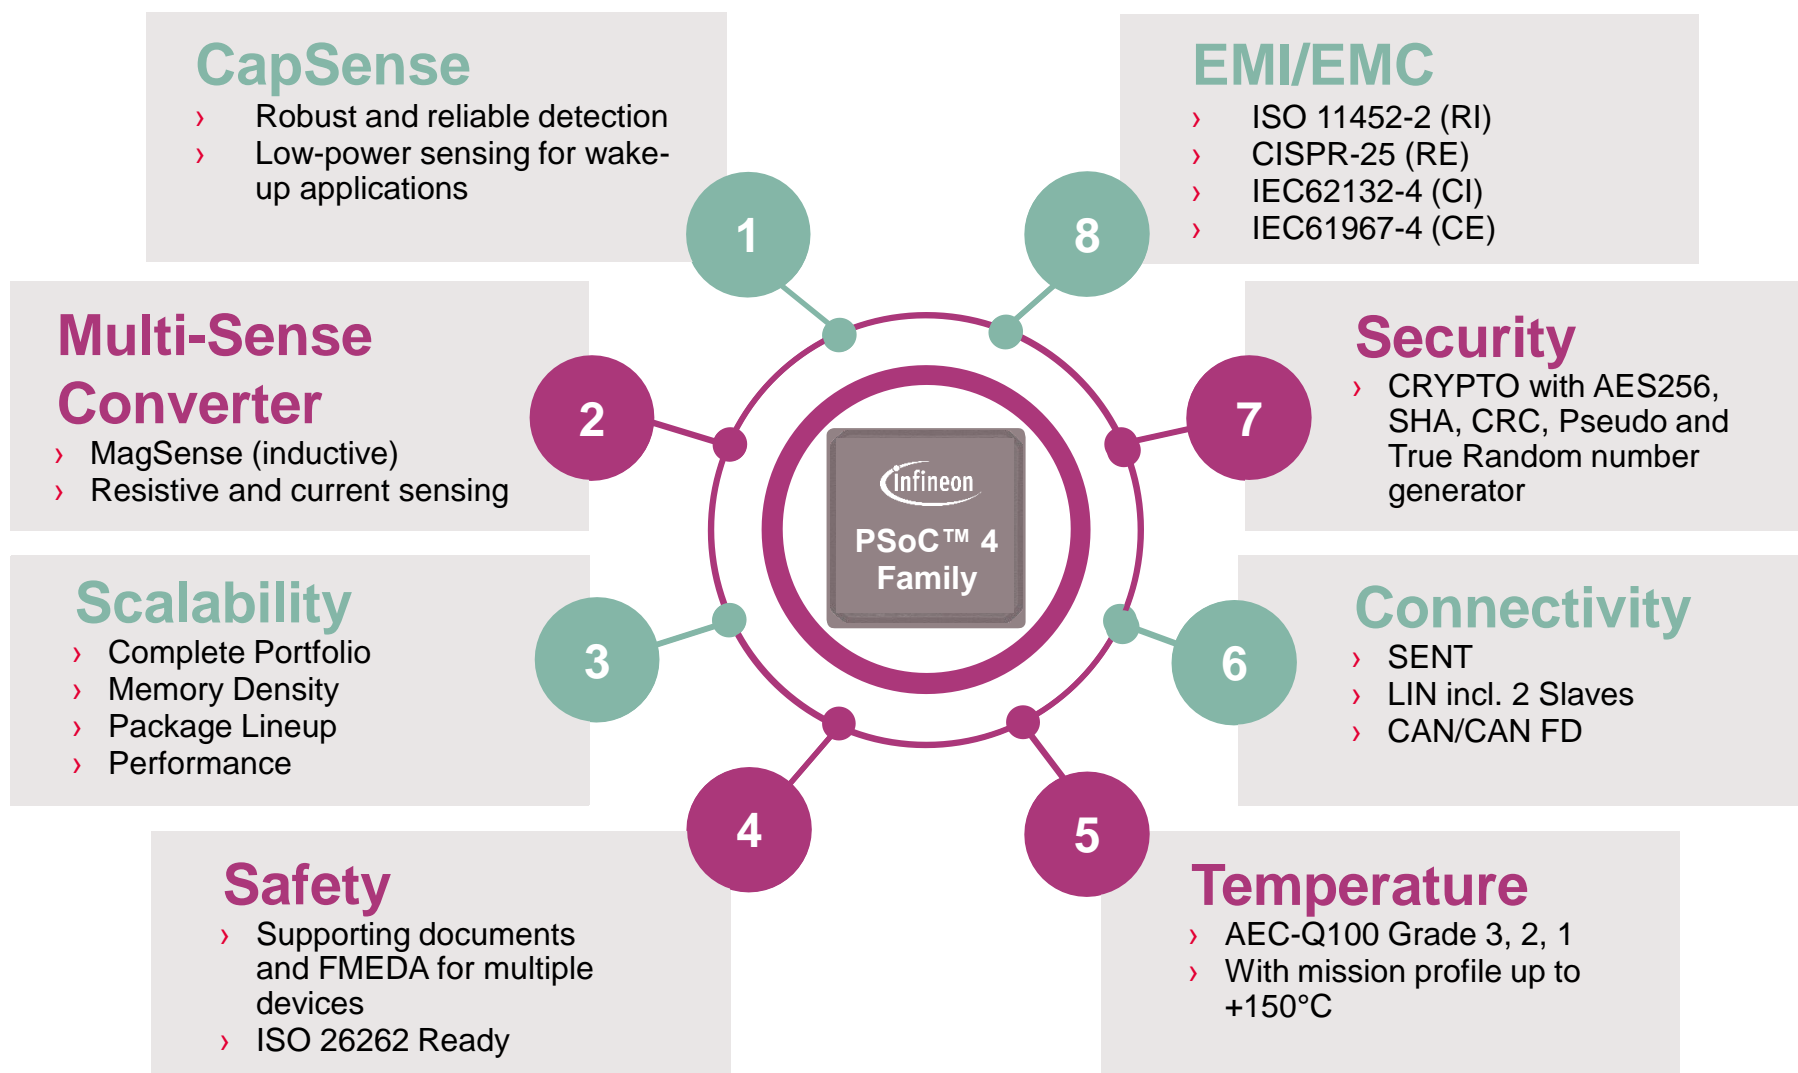 CapSense
› Robust and reliable detection
› Low-power sensing for wake-
up applications
1
Multi-Sense
Converter
› MagSense (inductive)
› Resistive and current sensing
2
Scalability
› Complete Portfolio
› Memory Density
› Package Lineup
› Performance
3
Safety
› Supporting documents
and FMEDA for multiple
devices
› ISO 26262 Ready
4
infineon
PSoC™ 4
Family
EMI/EMC
› ISO 11452-2 (RI)
› CISPR-25 (RE)
› IEC62132-4 (CI)
› IEC61967-4 (CE)
8
Security
› CRYPTO with AES256,
SHA, CRC, Pseudo and
True Random number
generator
7
Connectivity
› SENT
› LIN incl. 2 Slaves
› CAN/CAN FD
6
Temperature
› AEC-Q100 Grade 3, 2, 1
› With mission profile up to
+150°C
5